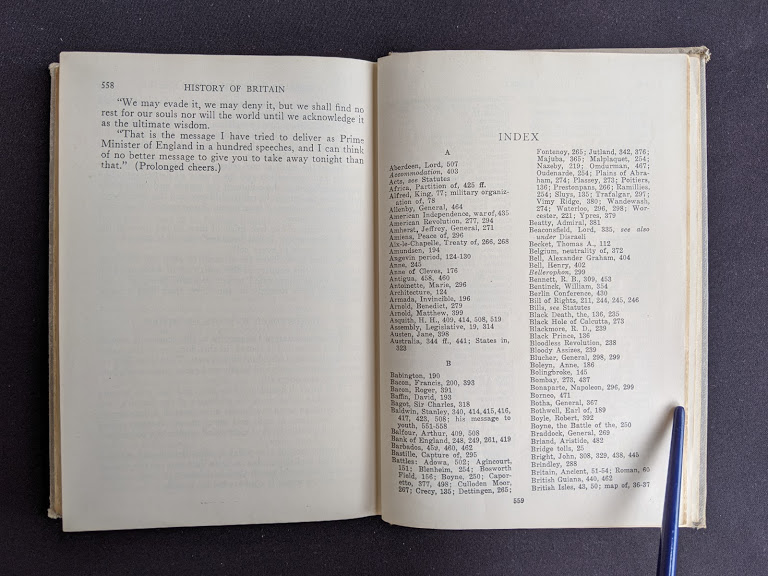 558
HISTORY OF BRITAIN
"We may evade it, we may deny it, but we shall find no
rest for our souls nor will the world until we acknowledge it
as the ultimate wisdom.
"That is the message I have tried to deliver as Prime
Minister of England in a hundred speeches, and I can think
of no better message to give you to take away tonight than
that." (Prolonged cheers.)
INDEX
A
Aberdeen, Lord, 507
Accommodation, 403
Acts, see Statutes
Africa, Partition of, 425 ff.
Alfred, King, 77; military organiz-
ation of, 78
Allenby, General, 464
American Independence, war of, 435
American Revolution, 277, 294
Amherst, Jeffrey, General, 271
Amiens, Peace of, 296
Aix-la-Chapelle, Treaty of, 266, 268
Amundsen, 194
Angevin period, 124-130
Anne, 245
Anne of Cleves, 176
Antigua, 458, 460
Antoinette, Marie, 296
Architecture, 124
Armada, Invincible, 196
Arnold, Benedict, 279
Arnold, Matthew, 399
Asquith, H. H., 409, 414, 508, 519
Assembly, Legislative, 19, 314
Austen, Jane, 398
Australia, 344 ff., 441; States in,
323
B
Babington, 190
Bacon, Francis, 200, 393
Bacon, Roger, 391
Baffin, David, 193
Bagot, Sir Charles, 318
Baldwin, Stanley, 340, 414, 415, 416,
417, 423, 508; his message to
youth, 551-558
Balfour, Arthur, 409, 508
Bank of England, 248, 249, 261, 419
Barbados, 459, 460, 462
Bastille, Capture of, 295
Battles: Adowa, 502; Agincourt,
151; Blenheim, 254; Bosworth
Field, 156; Boyne, 250; Capor-
etto, 377, 498; Culloden Moor,
267; Crecy, 135; Dettingen, 265;
Fontenoy, 265; Jutland, 342, 376;
Majuba, 365; Malplaquet, 254;
Naseby, 219; Omdurman, 467;
Oudenarde, 254; Plains of Abra-
ham, 274; Plassey, 273; Poitiers,
136; Prestonpans, 266; Ramillies,
254; Sluys, 135; Trafalgar, 297;
Vimy Ridge, 380; Wandewash,
274; Waterloo, 296, 298; Wor-
cester, 221; Ypres, 379
Beatty, Admiral, 381
Beaconsfield, Lord, 335, see also
under Disraeli
Becket, Thomas A., 112
Belgium, neutrality of, 372
Bell, Alexander Graham, 404
Bell, Henry, 402
Bellerophon, 299
Bennett, R. B., 309, 453
Bentinck, William, 354
Berlin Conference, 430
Bill of Rights, 211, 244, 245, 246
Bills, see Statutes
Black Death, the, 136, 235
Black Hole of Calcutta, 273
Blackmore, R. D., 239
Black Prince, 136
Bloodless Revolution, 238
Bloody Assizes, 239
Blucher, General, 298, 299
Boleyn, Anne, 186
Bolingbroke, 145
Bombay, 273, 437
Bonaparte, Napoleon, 296, 299
Borneo, 471
Botha, General, 367
Bothwell, Earl of, 189
Boyle, Robert, 392
Boyne, the Battle of the, 250
Braddock, General, 269
Briand, Aristide, 482
Bridge tolls, 25
Bright, John, 308, 329, 438, 445
Brindley, 288
Britain, Ancient, 51-54; Roman, 65
British Guiana, 440, 462
British Isles, 43, 50; map of, 36-37
559